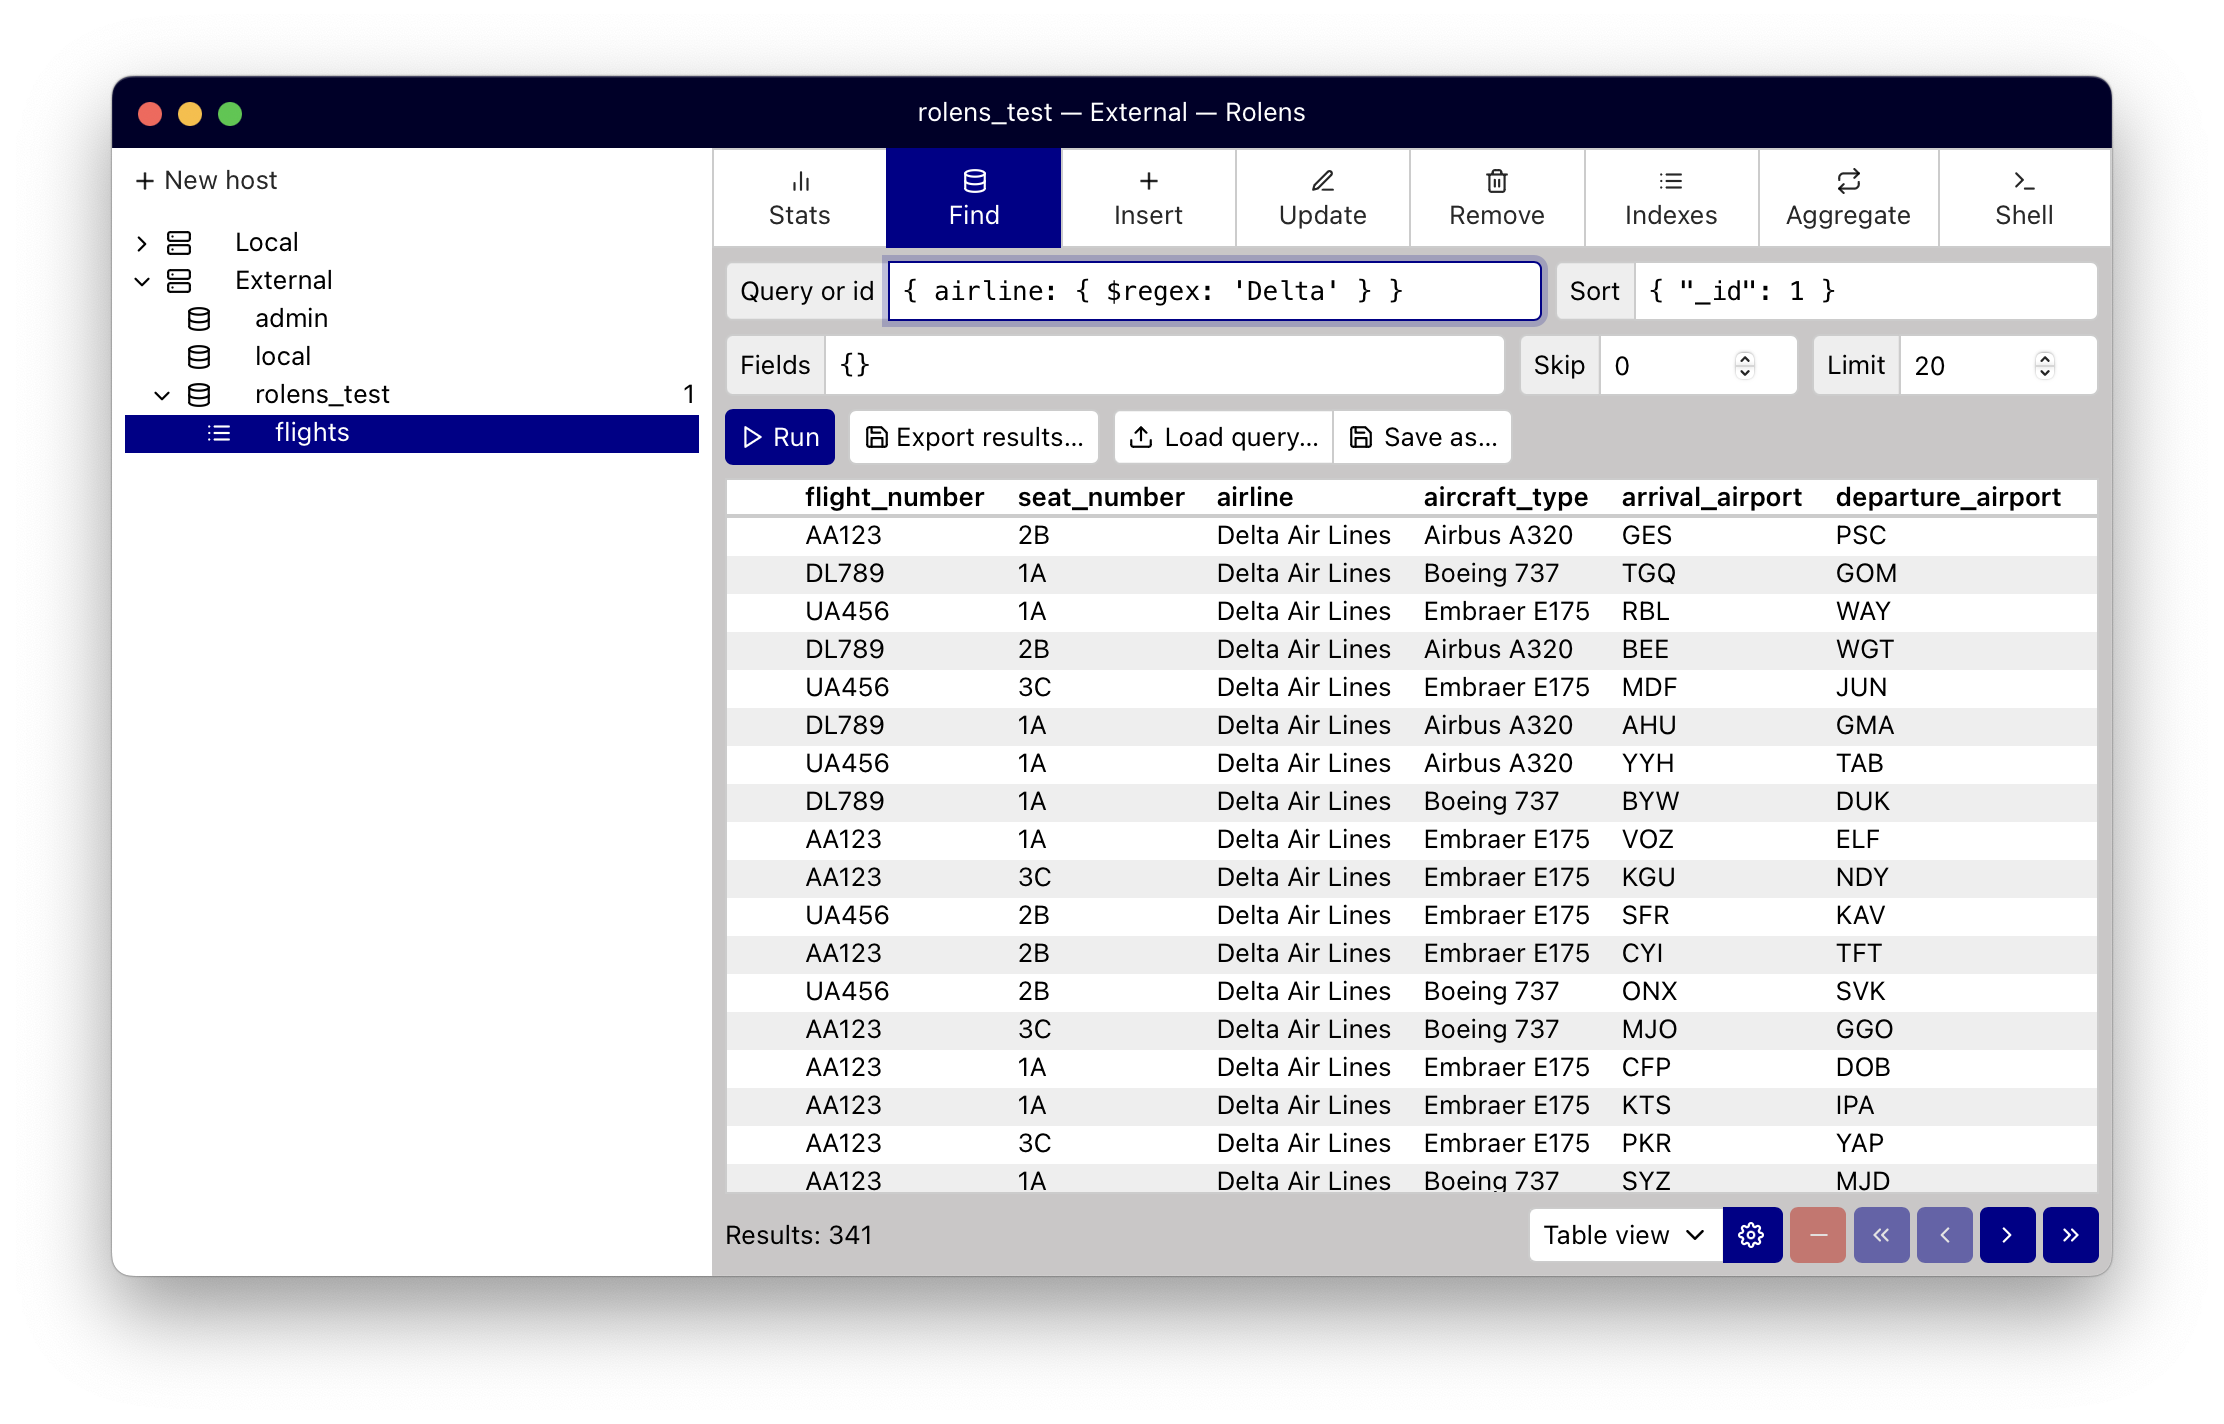 rolens_test — External — Rolens
+ New host
Local
External
admin
local
rolens_test 1
flights
Stats Find Insert Update Remove Indexes Aggregate Shell
Query or id { airline: { $regex: 'Delta' } } Sort { "_id": 1 }
Fields {} Skip 0 Limit 20
Run Export results... Load query... Save as...
flight_number seat_number airline aircraft_type arrival_airport departure_airport
AA123 2B Delta Air Lines Airbus A320 GES PSC
DL789 1A Delta Air Lines Boeing 737 TGQ GOM
UA456 1A Delta Air Lines Embraer E175 RBL WAY
DL789 2B Delta Air Lines Airbus A320 BEE WGT
UA456 3C Delta Air Lines Embraer E175 MDF JUN
DL789 1A Delta Air Lines Airbus A320 AHU GMA
UA456 1A Delta Air Lines Airbus A320 YYH TAB
DL789 1A Delta Air Lines Boeing 737 BYW DUK
AA123 1A Delta Air Lines Embraer E175 VOZ ELF
AA123 3C Delta Air Lines Embraer E175 KGU NDY
UA456 2B Delta Air Lines Embraer E175 SFR KAV
AA123 2B Delta Air Lines Embraer E175 CYI TFT
UA456 2B Delta Air Lines Boeing 737 ONX SVK
AA123 3C Delta Air Lines Boeing 737 MJO GGO
AA123 1A Delta Air Lines Embraer E175 CFP DOB
AA123 1A Delta Air Lines Embraer E175 KTS IPA
AA123 3C Delta Air Lines Embraer E175 PKR YAP
AA123 1A Delta Air Lines Boeing 737 SYZ MJD
Results: 341 Table view